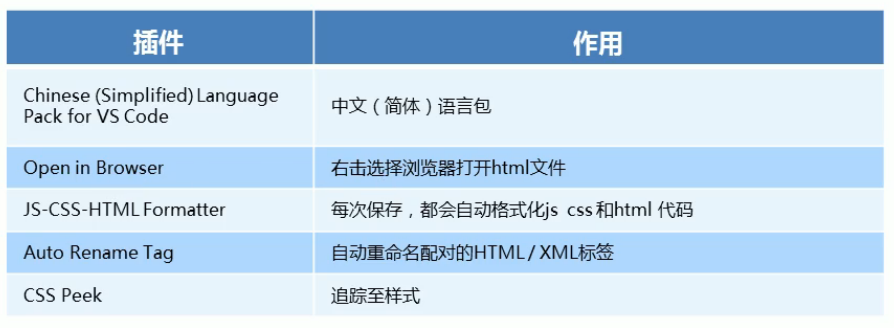 插件
作用
Chinese (Simplified) Language
Pack for VS Code
中文（简体）语言包
Open in Browser
右击选择浏览器打开html文件
JS-CSS-HTML Formatter
每次保存，都会自动格式化js css和html 代码
Auto Rename Tag
自动重命名配对的HTML / XML标签
CSS Peek
追踪至样式